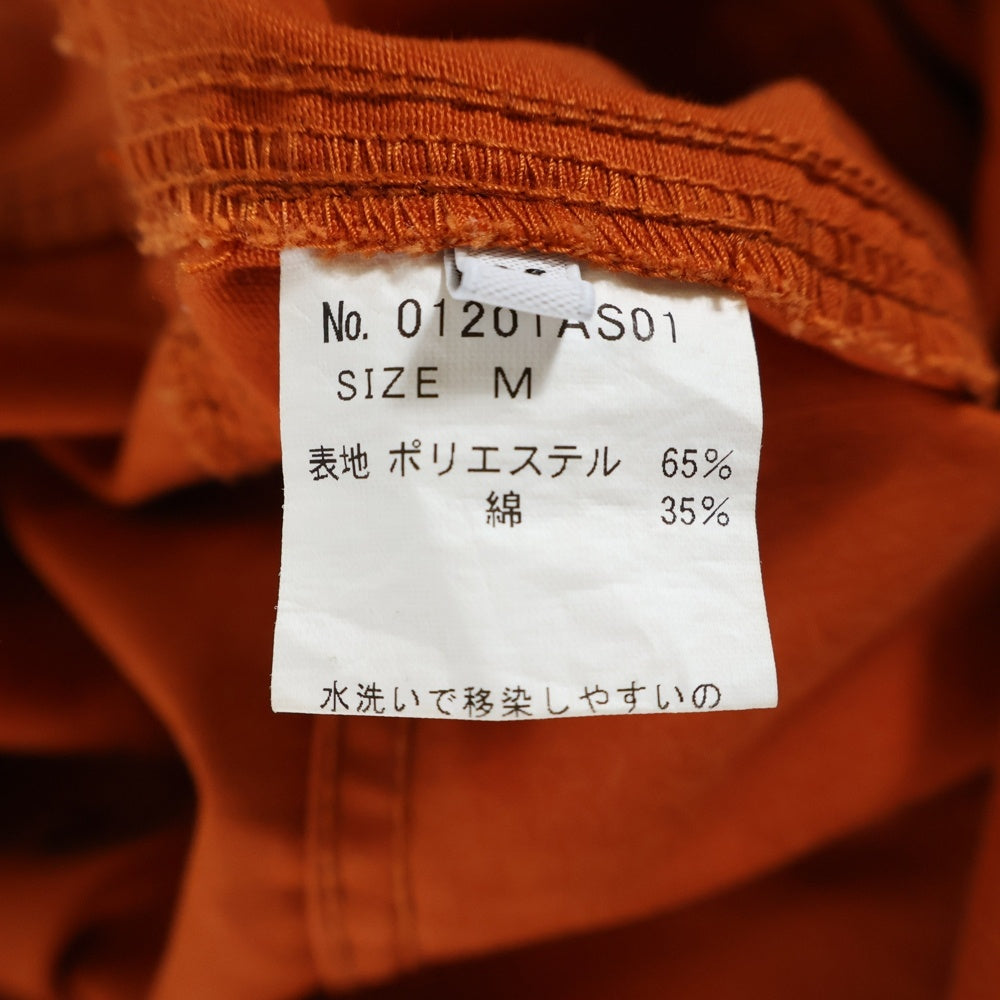 No. 01201AS01
SIZE M
表地 ポリエステル 65%
綿 35%
水洗いで移染しやすいの